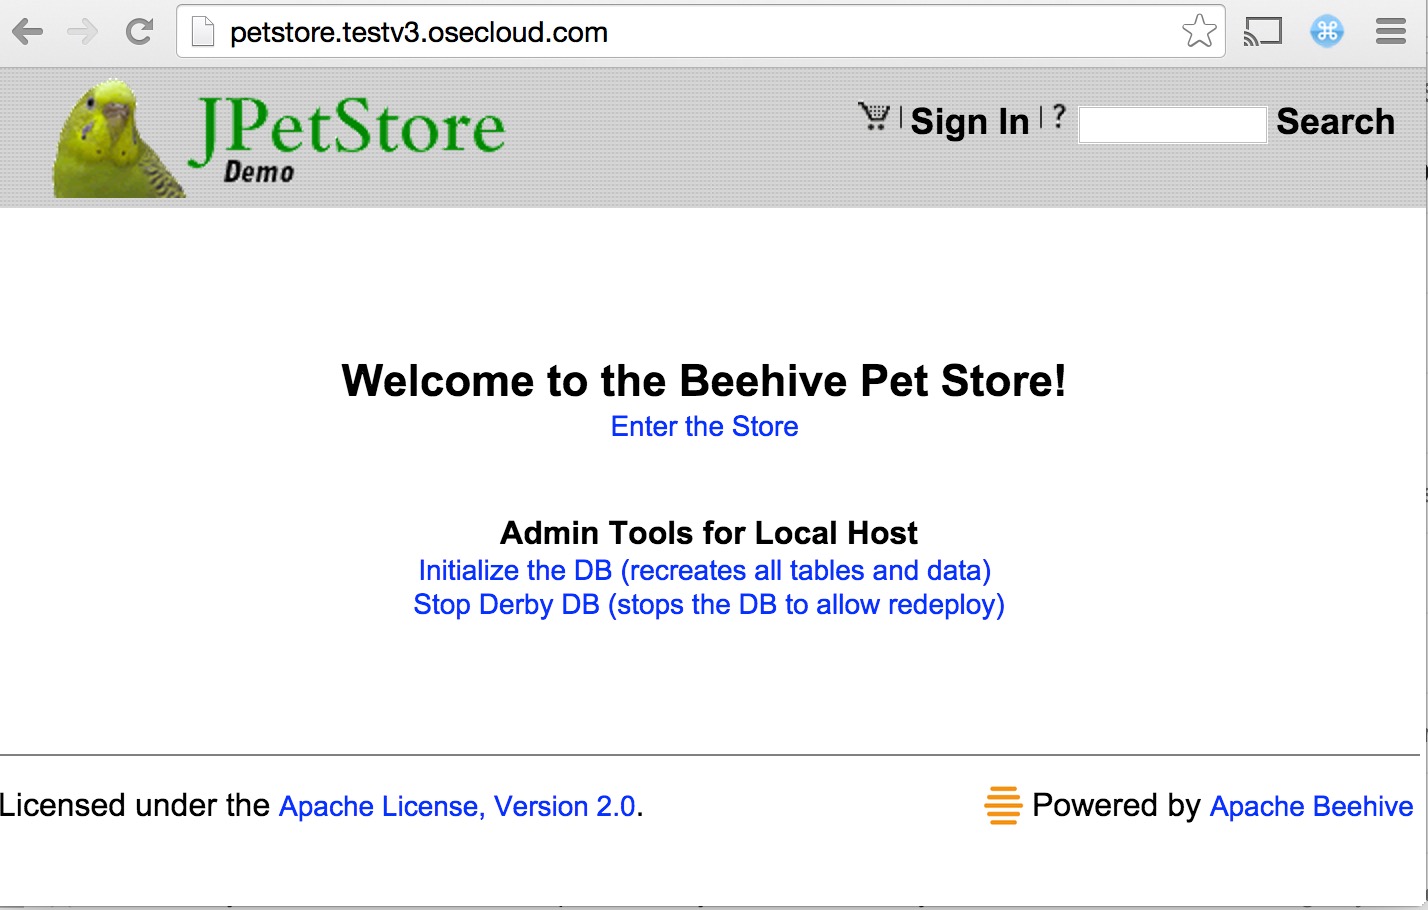 petstore.testv3.osecloud.com
JPetStore
Demo
| Sign In | ? Search
Welcome to the Beehive Pet Store!
Enter the Store
Admin Tools for Local Host
Initialize the DB (recreates all tables and data)
Stop Derby DB (stops the DB to allow redeploy)
Licensed under the Apache License, Version 2.0.
Powered by Apache Beehive